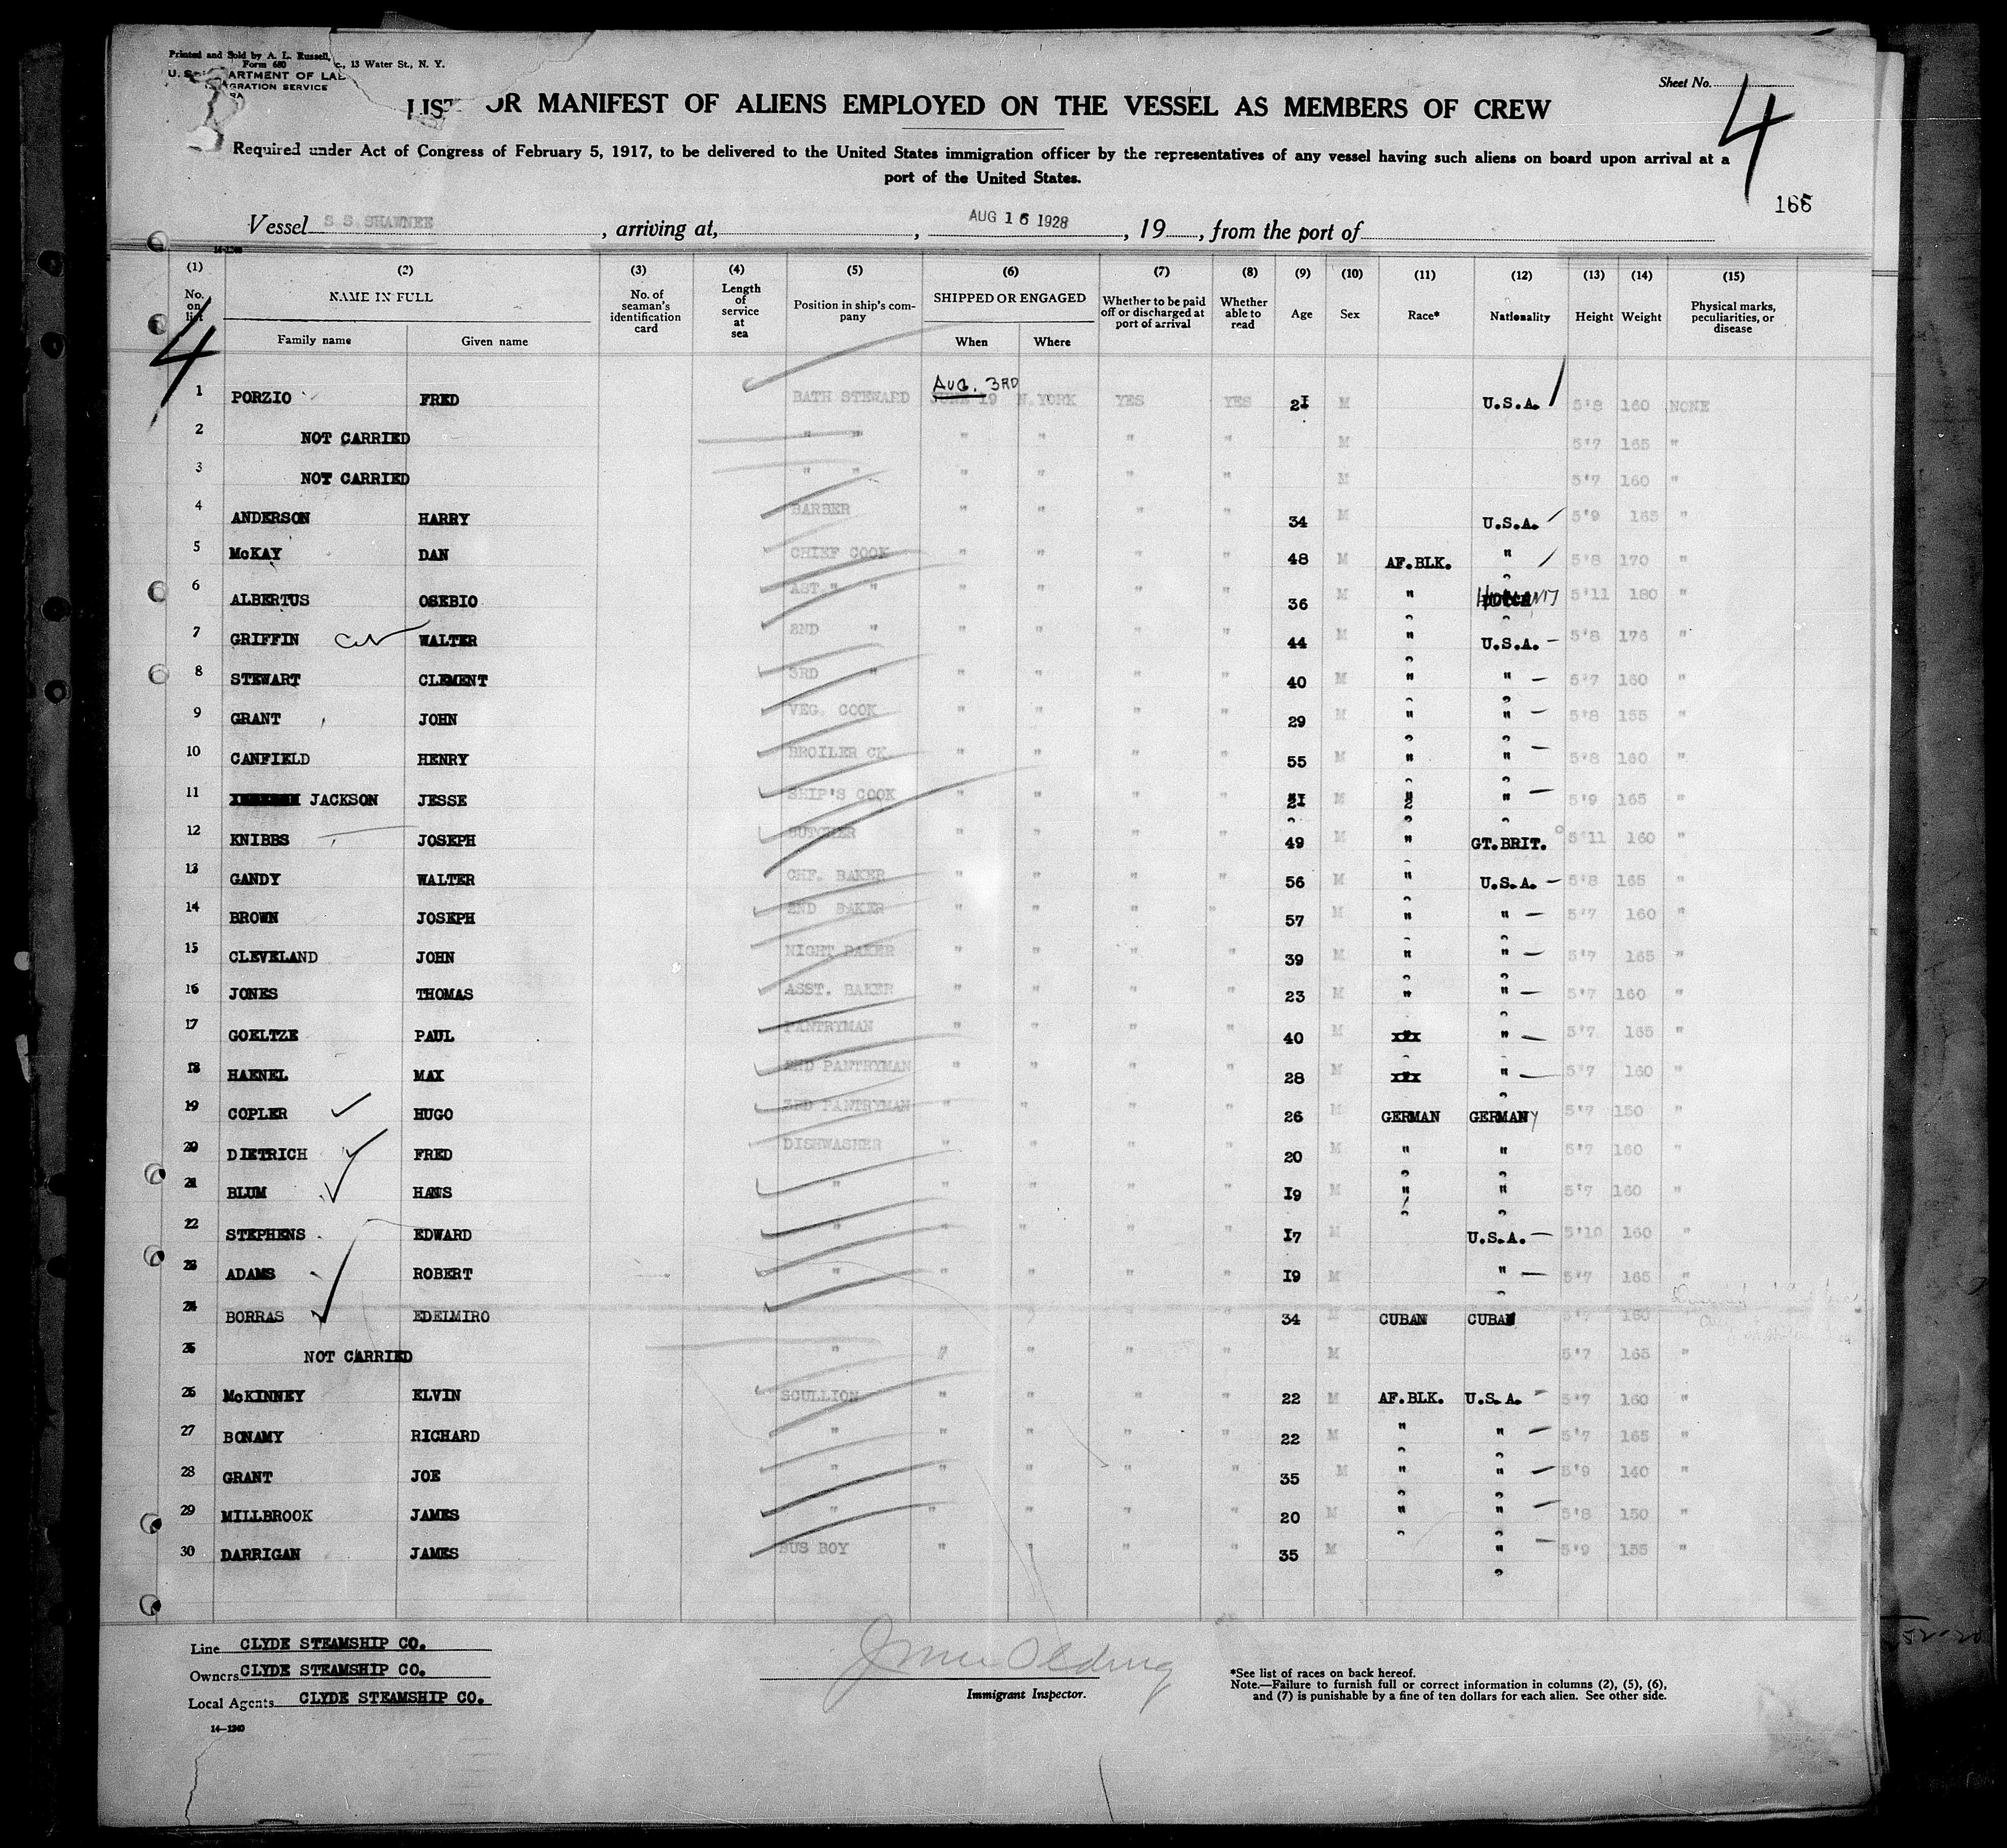 Printed and Sold by A. L. Russell, c., 13 Water St., N. Y.
Form 680
U. S. DEPARTMENT OF LAB
IMMIGRATION SERVICE
Sheet No. 4
LIST OR MANIFEST OF ALIENS EMPLOYED ON THE VESSEL AS MEMBERS OF CREW
Required under Act of Congress of February 5, 1917, to be delivered to the United States immigration officer by the representatives of any vessel having such aliens on board upon arrival at a
port of the United States.
166
Vessel S S. SHAWNEE, arriving at, , AUG 16 1928, 19 , from the port of
14-1240
(1) (2) (3) (4) (5) (6) (7) (8) (9) (10) (11) (12) (13) (14) (15)
No. on list NAME IN FULL Family name Given name No. of seaman's identification card Length of service at sea Position in ship's company SHIPPED OR ENGAGED When Where Whether to be paid off or discharged at port of arrival Whether able to read Age Sex Race* Nationality Height Weight Physical marks, peculiarities, or disease
4
AUG. 3RD
1 PORZIO FRED BATH STEWARD JUNE 19 N.YORK YES YES 21 M U.S.A. 5'8 160 NONE
2 NOT CARRIED " " " " " " M 5'7 165 "
3 NOT CARRIED " " " " " " M 5'7 160 "
4 ANDERSON HARRY BARBER " " " " 34 M U.S.A. 5'9 165 "
5 McKAY DAN CHIEF COOK " " " " 48 M AF.BLK. " 5'8 170 "
6 ALBERTUS OSEBIO AST " " " " " " 36 M " HOLLAND 5'11 180 "
7 GRIFFIN WALTER 2ND " " " " " 44 M " U.S.A. 5'8 176 "
8 STEWART CLEMENT 3RD " " " " " 40 M " " 5'7 160 "
9 GRANT JOHN VEG. COOK " " " " 29 M " " 5'8 155 "
10 CANFIELD HENRY BROILER CK. " " " " 55 M " " 5'8 160 "
11 JACKSON JESSE SHIP'S COOK " " " " 21 M " " 5'9 165 "
12 KNIBBS JOSEPH BUTCHER " " " " 49 M " GT.BRIT. 5'11 160 "
13 GANDY WALTER CHF. BAKER " " " " 56 M " U.S.A. 5'8 165 "
14 BROWN JOSEPH 2ND BAKER " " " " 57 M " " 5'7 160 "
15 CLEVELAND JOHN NIGHT BAKER " " " " 39 M " " 5'7 165 "
16 JONES THOMAS ASST. BAKER " " " " 23 M " " 5'7 160 "
17 GOELTZE PAUL PANTRYMAN " " " " 40 M xxx " 5'7 165 "
18 HAENEL MAX 2ND PANTRYMAN " " " " 28 M xxx " 5'7 160 "
19 COPLER HUGO 3RD PANTRYMAN " " " " 26 M GERMAN GERMANY 5'7 150 "
20 DIETRICH FRED DISHWASHER " " " " 20 M " " 5'7 160 "
21 BLUM HANS " " " " " 19 M " " 5'7 160 "
22 STEPHENS EDWARD " " " " " 17 M U.S.A. 5'10 160 "
23 ADAMS ROBERT " " " " " 19 M " 5'7 165 "
24 BORRAS EDELMIRO 34 M CUBAN CUBA 5'7 160
25 NOT CARRIED " " " " " M 5'7 165 "
26 McKINNEY ELVIN SCULLION " " " " 22 M AF.BLK. U.S.A. 5'7 160 "
27 BONAMY RICHARD " " " " " 22 M " " 5'7 165 "
28 GRANT JOE " " " " " 35 M " " 5'9 140 "
29 MILLBROOK JAMES " " " " " 20 M " " 5'8 150 "
30 DARRIGAN JAMES BUS BOY " " " " 35 M " 5'9 155 "
Line CLYDE STEAMSHIP CO.
Owners CLYDE STEAMSHIP CO.
Local Agents CLYDE STEAMSHIP CO.
14-1240
Immigrant Inspector.
*See list of races on back hereof.
Note.—Failure to furnish full or correct information in columns (2), (5), (6),
and (7) is punishable by a fine of ten dollars for each alien. See other side.